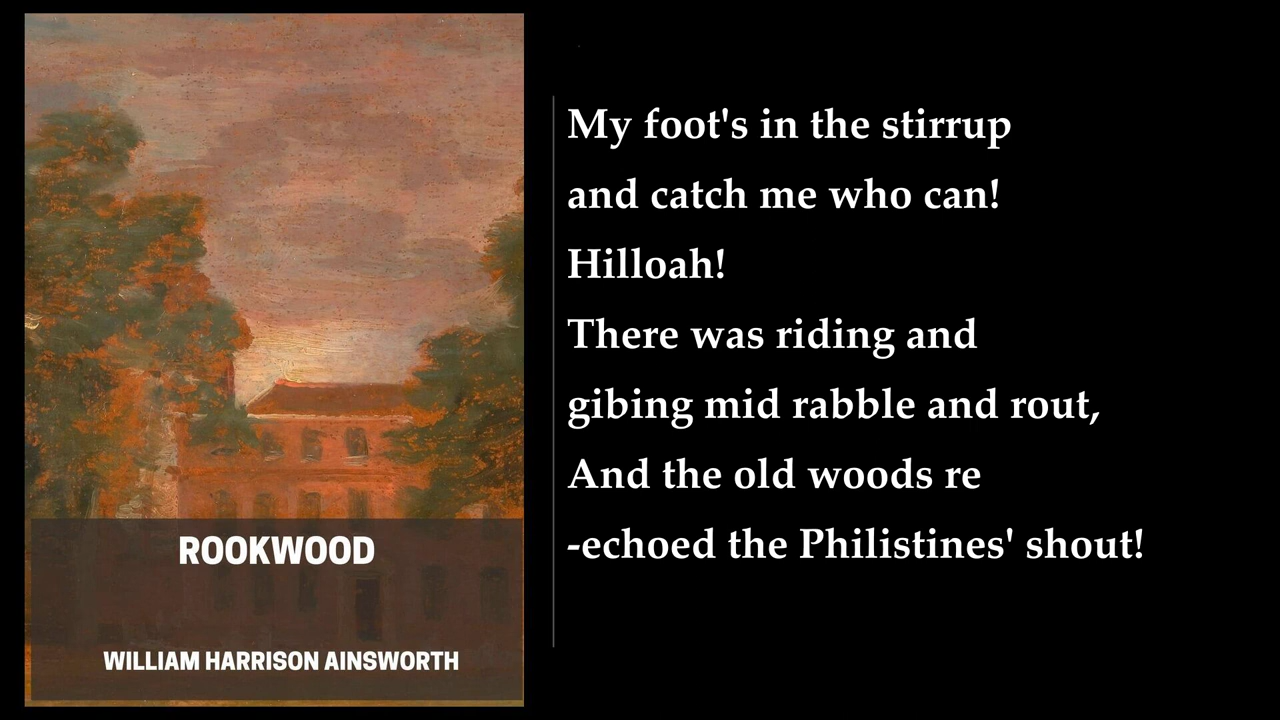 ROOKWOOD
WILLIAM HARRISON AINSWORTH
My foot's in the stirrup
and catch me who can!
Hilloah!
There was riding and
gibing mid rabble and rout,
And the old woods re
-echoed the Philistines' shout!